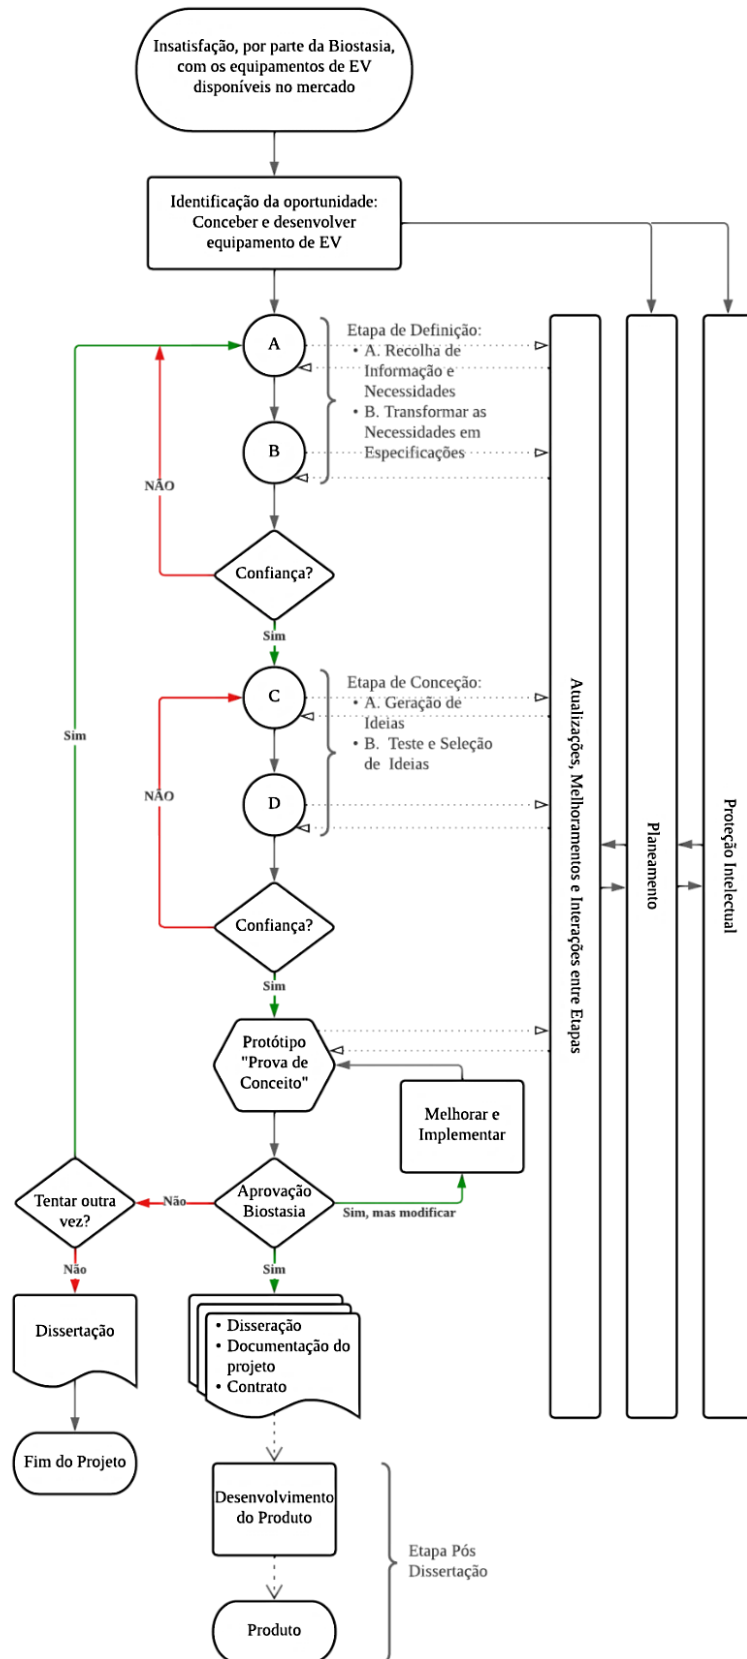 Insatisfação, por parte da Biostasia,
com os equipamentos de EV
disponíveis no mercado
Identificação da oportunidade:
Conceber e desenvolver
equipamento de EV
A
Etapa de Definição:
• A. Recolha de
Informação e
Necessidades
• B. Transformar as
Necessidades em
Especificações
B
NÃO
Confiança?
Sim
C
Etapa de Conceção:
• A. Geração de
Ideias
• B. Teste e Seleção
de Ideias
Sim
NÃO
D
Atualizações, Melhoramentos e Interações entre Etapas
Planeamento
Proteção Intelectual
Confiança?
Sim
Protótipo
"Prova de
Conceito"
Melhorar e
Implementar
Tentar outra
vez?
Não
Aprovação
Biostasia
Sim, mas modificar
Não
Sim
Dissertação
• Disseração
• Documentação do
projeto
• Contrato
Fim do Projeto
Desenvolvimento
do Produto
Etapa Pós
Dissertação
Produto